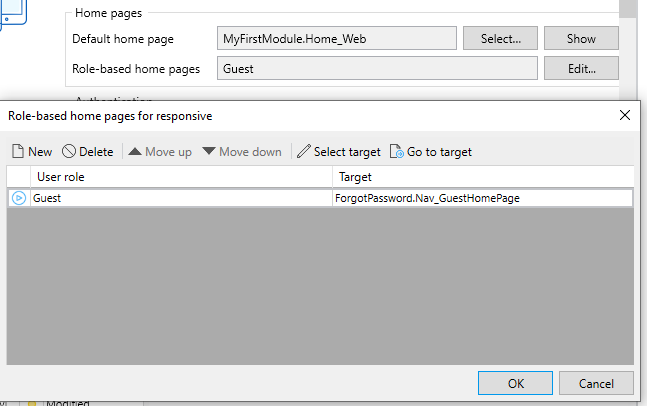 Home pages
Default home page MyFirstModule.Home_Web Select... Show
Role-based home pages Guest Edit...
Authentication
Role-based home pages for responsive
New Delete Move up Move down Select target Go to target
User role Target
Guest ForgotPassword.Nav_GuestHomePage
OK Cancel
Modified